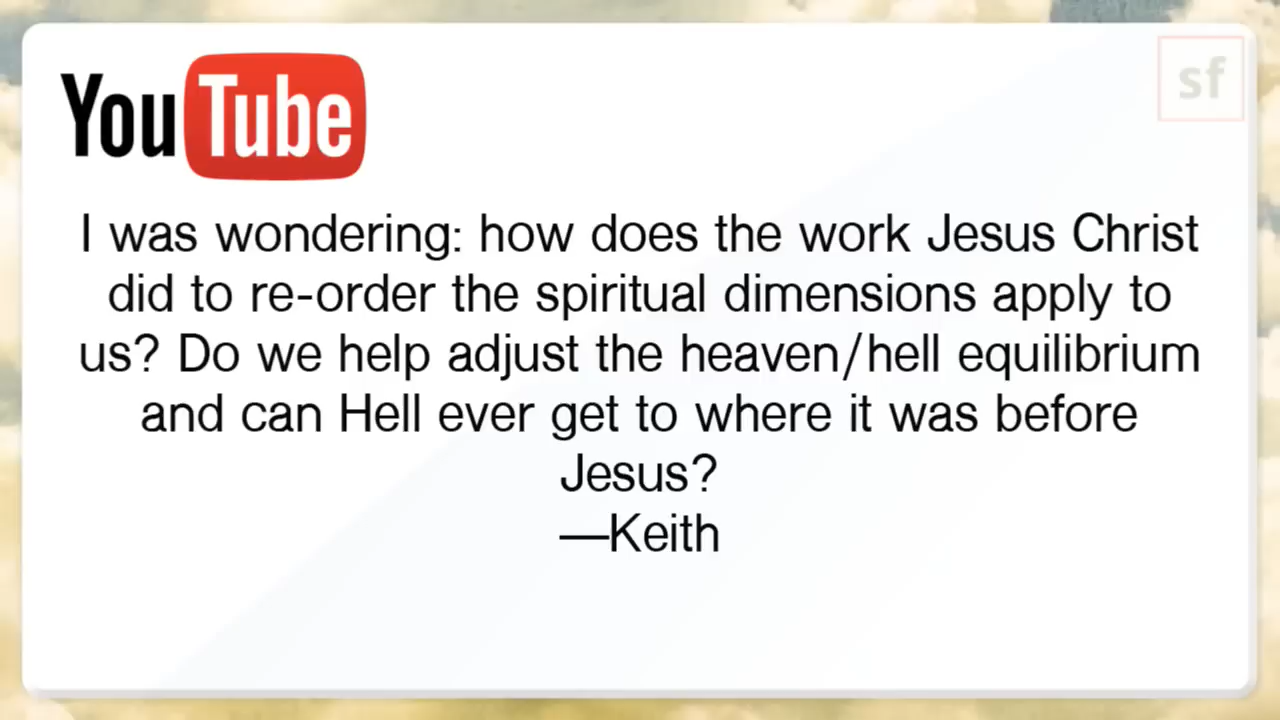 YouTube
sf
I was wondering: how does the work Jesus Christ
did to re-order the spiritual dimensions apply to
us? Do we help adjust the heaven/hell equilibrium
and can Hell ever get to where it was before
Jesus?
—Keith